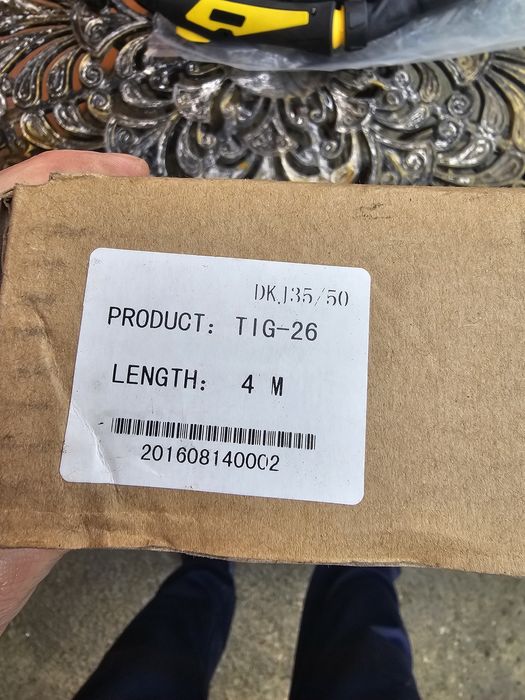 DKJ35/50
PRODUCT: TIG-26
LENGTH: 4 M
201608140002